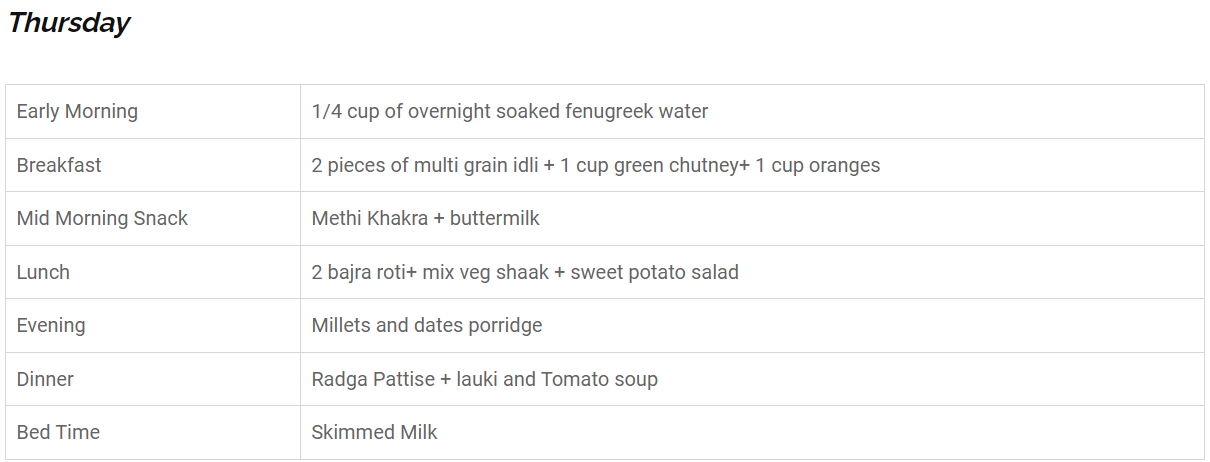 Thursday
Early Morning 1/4 cup of overnight soaked fenugreek water
Breakfast 2 pieces of multi grain idli + 1 cup green chutney+ 1 cup oranges
Mid Morning Snack Methi Khakra + buttermilk
Lunch 2 bajra roti+ mix veg shaak + sweet potato salad
Evening Millets and dates porridge
Dinner Radga Pattise + lauki and Tomato soup
Bed Time Skimmed Milk